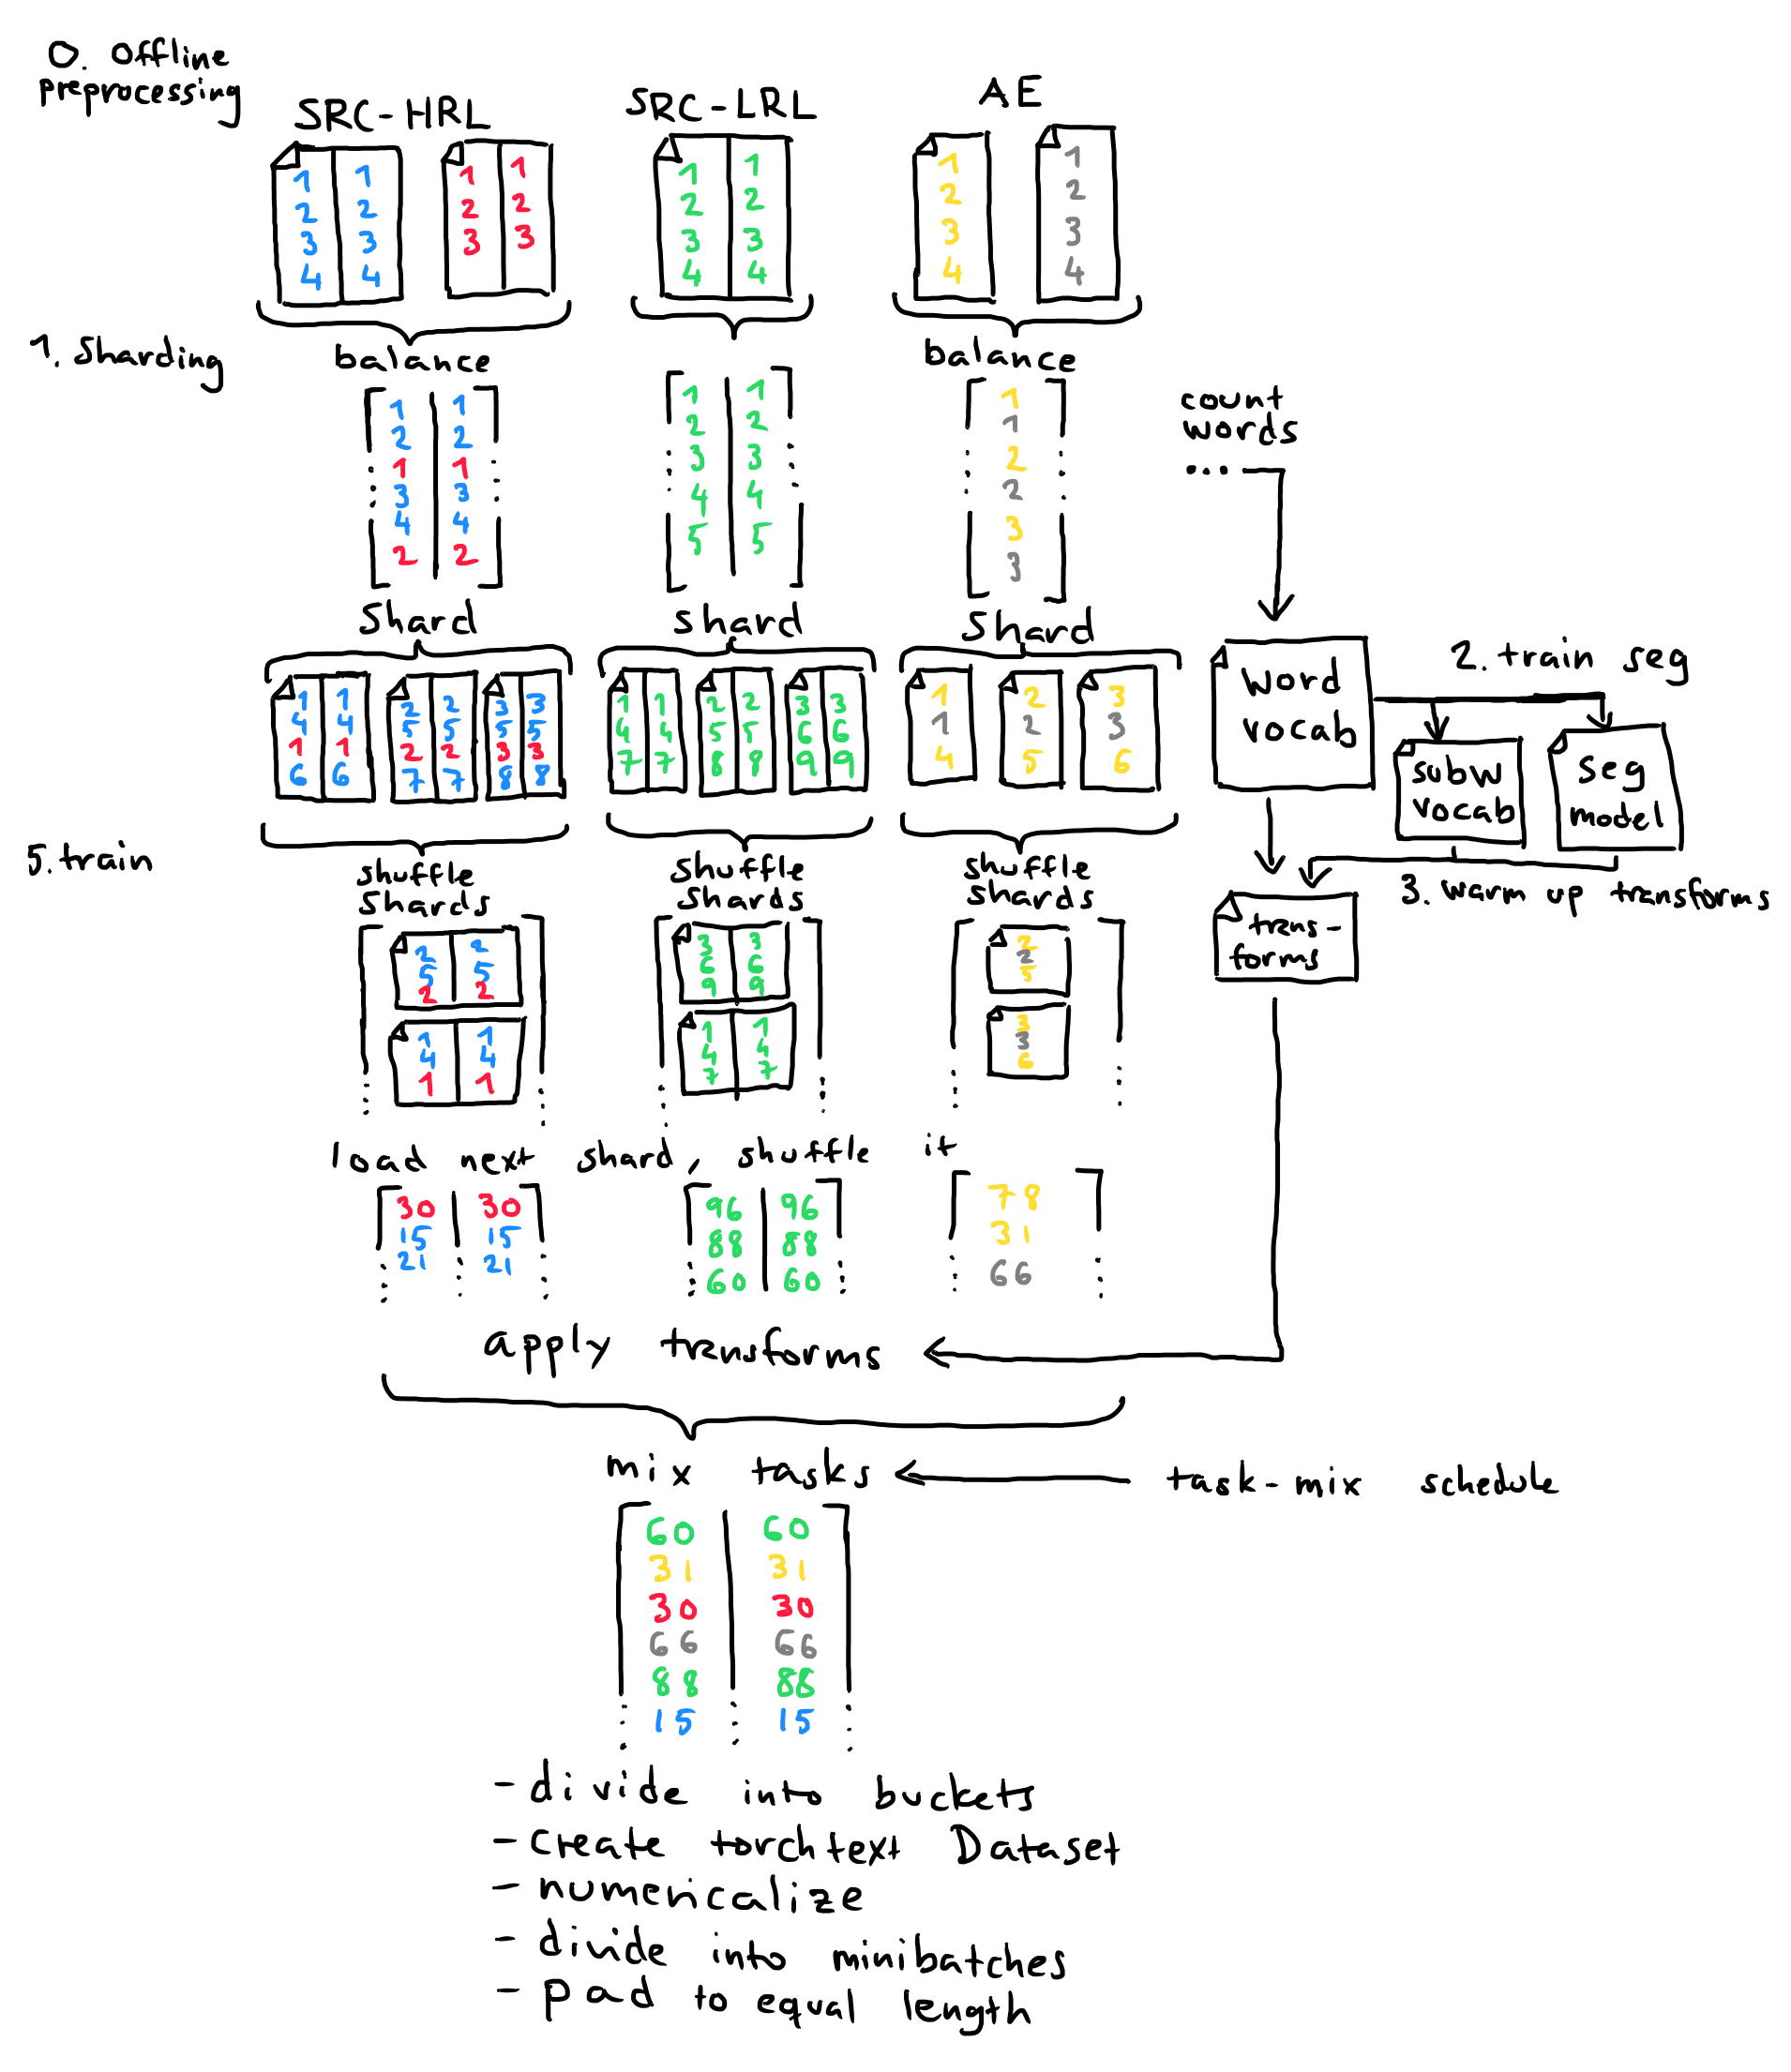 0. Offline
preprocessing
SRC-HRL
SRC-LRL
AE
1 1
2 2
3 3
4 4
1 1
2 2
3 3
1 1
2 2
3 3
4 4
1
2
3
4
1
2
3
4
1. Sharding
balance
balance
1 1
2 2
1 1
3 3
4 4
2 2
1 1
2 2
3 3
4 4
5 5
1
1
2
2
3
3
count
words
...
Shard
shard
Shard
1 1
4 4
1 1
6 6
2 2
5 5
2 2
7 7
3 3
5 5
3 3
8 8
1 1
4 4
7 7
2 2
5 5
8 8
3 3
6 6
9 9
1
1
4
2
2
5
3
3
6
word
vocab
2. train seg
subw
vocab
seg
model
3. warm up transforms
trans-
forms
5. train
shuffle
shards
shuffle
shards
shuffle
shards
2 2
5 5
2 2
1 1
4 4
1 1
3 3
6 6
9 9
1 1
4 4
7 7
2
2
5
3
3
6
load next shard, shuffle it
30 30
15 15
21 21
96 96
88 88
60 60
78
31
66
apply transforms
mix tasks
task-mix schedule
60 60
31 31
30 30
66 66
88 88
15 15
- divide into buckets
- create torchtext Dataset
- numericalize
- divide into minibatches
- pad to equal length